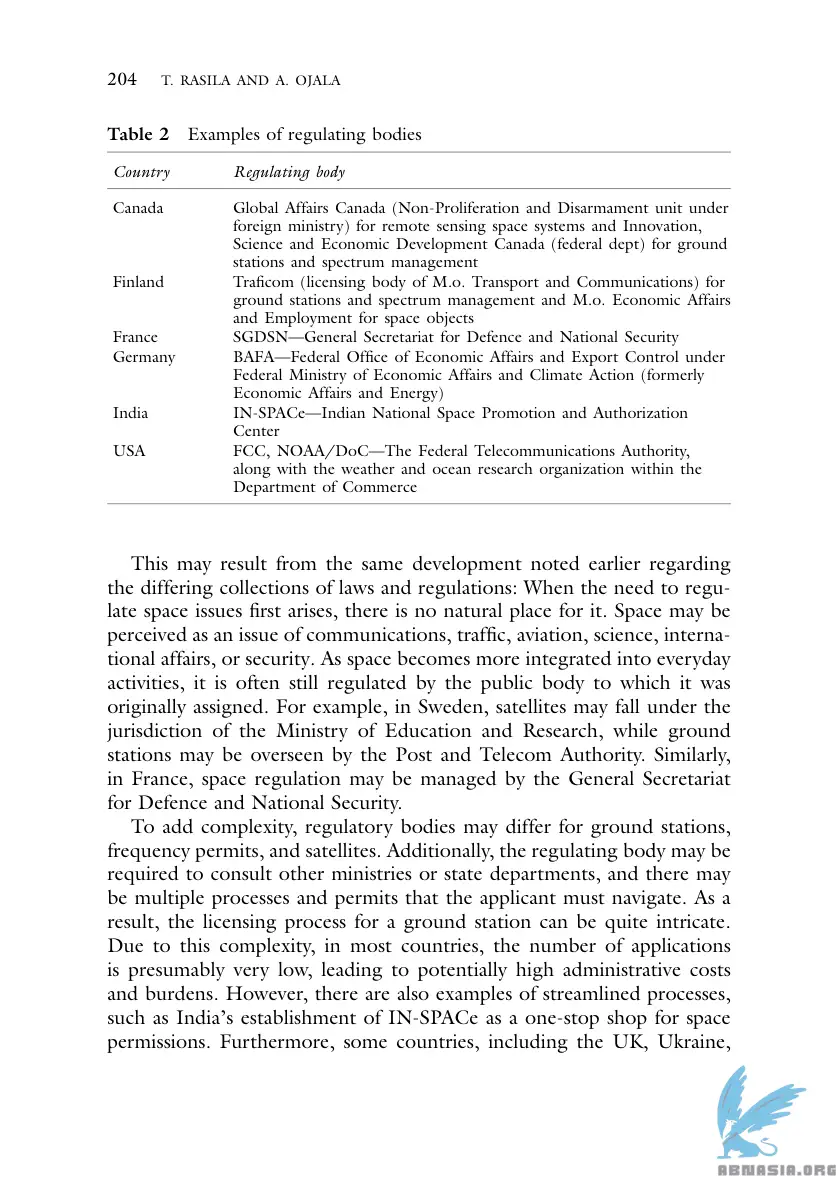 204 T. RASILA AND A. OJALA
Table 2 Examples of regulating bodies
Country Regulating body
Canada Global Affairs Canada (Non-Proliferation and Disarmament unit under
foreign ministry) for remote sensing space systems and Innovation,
Science and Economic Development Canada (federal dept) for ground
stations and spectrum management
Finland Traficom (licensing body of M.o. Transport and Communications) for
ground stations and spectrum management and M.o. Economic Affairs
and Employment for space objects
France SGDSN—General Secretariat for Defence and National Security
Germany BAFA—Federal Office of Economic Affairs and Export Control under
Federal Ministry of Economic Affairs and Climate Action (formerly
Economic Affairs and Energy)
India IN-SPACe—Indian National Space Promotion and Authorization
Center
USA FCC, NOAA/DoC—The Federal Telecommunications Authority,
along with the weather and ocean research organization within the
Department of Commerce
This may result from the same development noted earlier regarding
the differing collections of laws and regulations: When the need to regu-
late space issues first arises, there is no natural place for it. Space may be
perceived as an issue of communications, traffic, aviation, science, interna-
tional affairs, or security. As space becomes more integrated into everyday
activities, it is often still regulated by the public body to which it was
originally assigned. For example, in Sweden, satellites may fall under the
jurisdiction of the Ministry of Education and Research, while ground
stations may be overseen by the Post and Telecom Authority. Similarly,
in France, space regulation may be managed by the General Secretariat
for Defence and National Security.
To add complexity, regulatory bodies may differ for ground stations,
frequency permits, and satellites. Additionally, the regulating body may be
required to consult other ministries or state departments, and there may
be multiple processes and permits that the applicant must navigate. As a
result, the licensing process for a ground station can be quite intricate.
Due to this complexity, in most countries, the number of applications
is presumably very low, leading to potentially high administrative costs
and burdens. However, there are also examples of streamlined processes,
such as India's establishment of IN-SPACe as a one-stop shop for space
permissions. Furthermore, some countries, including the UK, Ukraine,
ABNASIA.ORG